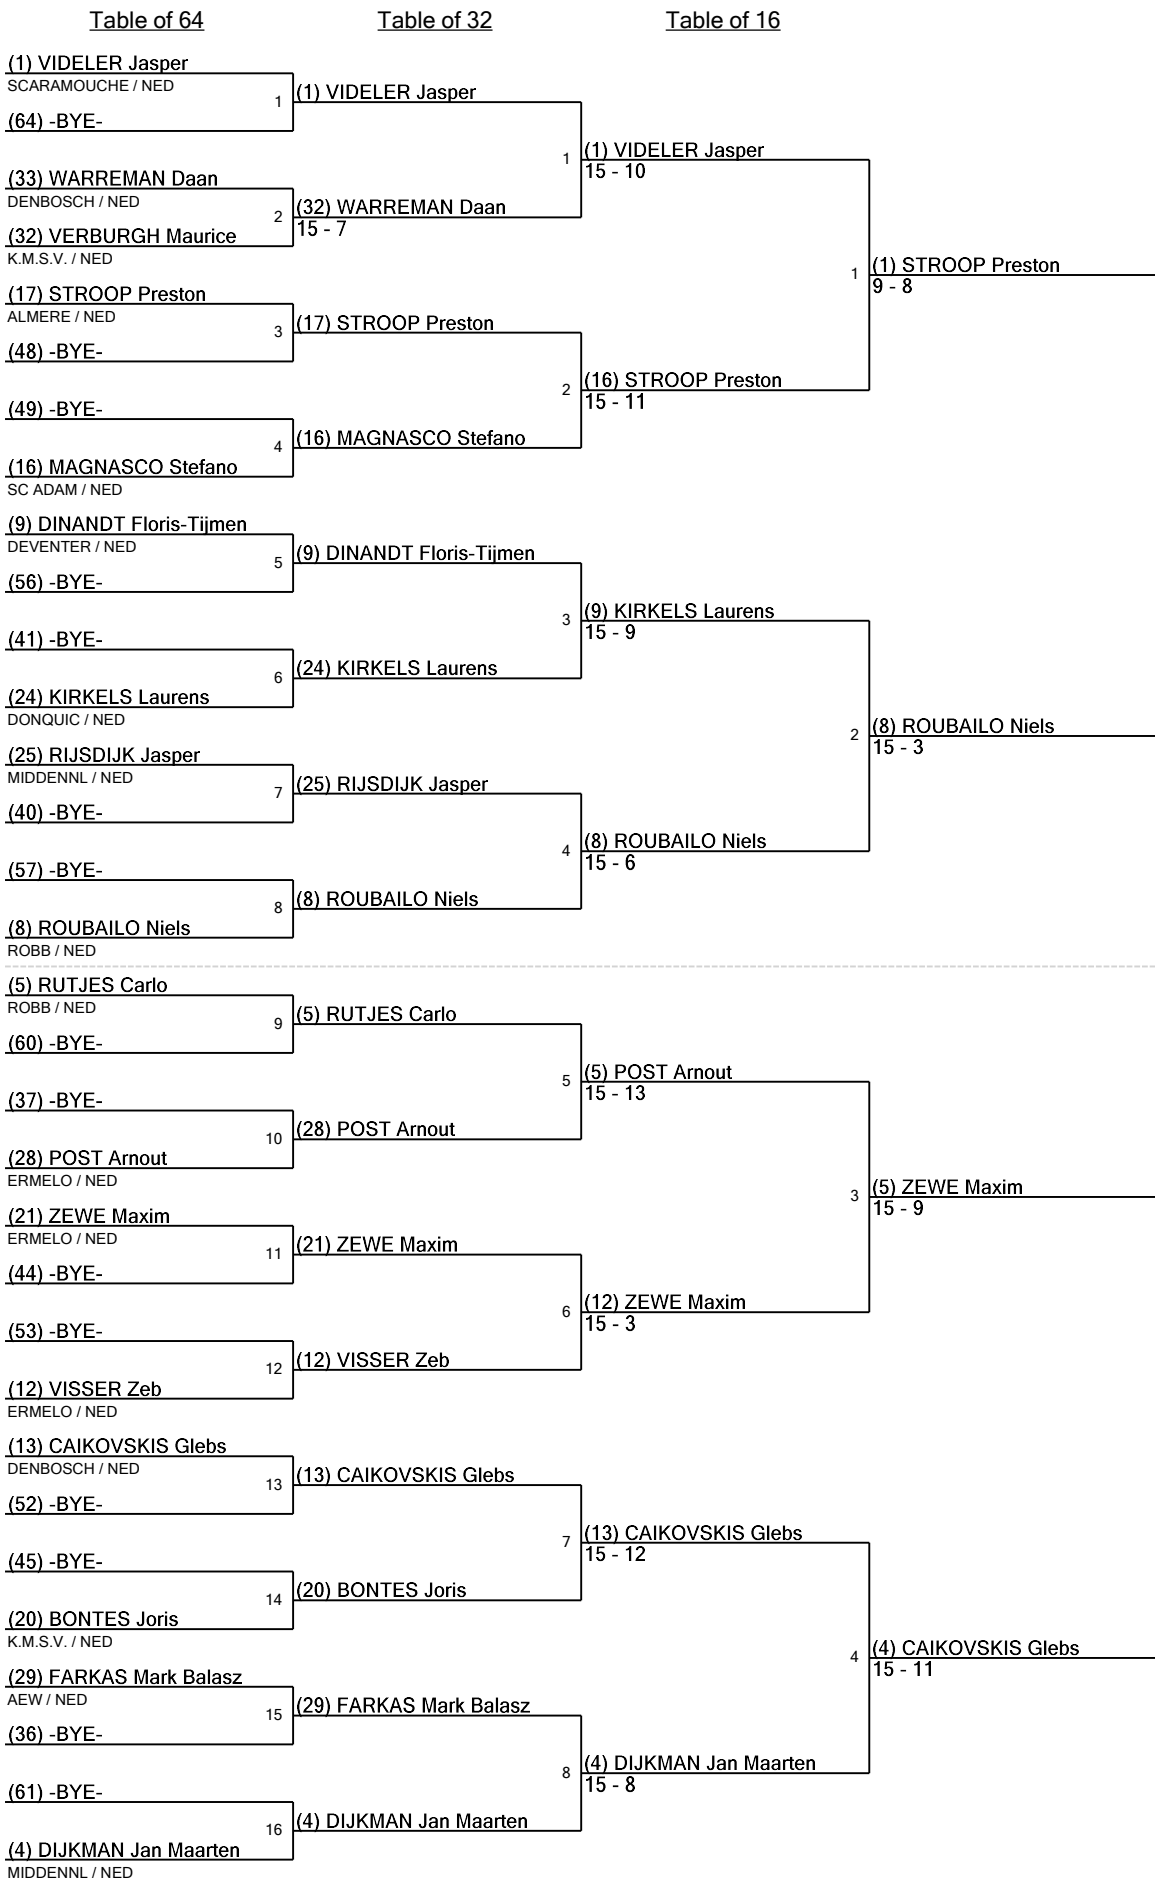 Table of 64
Table of 32
Table of 16
(1) VIDELER Jasper
SCARAMOUCHE / NED
1
(64) -BYE-
(33) WARREMAN Daan
DENBOSCH / NED
2
(32) VERBURGH Maurice
K.M.S.V. / NED
(17) STROOP Preston
ALMERE / NED
3
(48) -BYE-
(49) -BYE-
4
(16) MAGNASCO Stefano
SC ADAM / NED
(9) DINANDT Floris-Tijmen
DEVENTER / NED
5
(56) -BYE-
(41) -BYE-
6
(24) KIRKELS Laurens
DONQUIC / NED
(25) RIJSDIJK Jasper
MIDDENNL / NED
7
(40) -BYE-
(57) -BYE-
8
(8) ROUBAILO Niels
ROBB / NED
(5) RUTJES Carlo
ROBB / NED
9
(60) -BYE-
(37) -BYE-
10
(28) POST Arnout
ERMELO / NED
(21) ZEWE Maxim
ERMELO / NED
11
(44) -BYE-
(53) -BYE-
12
(12) VISSER Zeb
ERMELO / NED
(13) CAIKOVSKIS Glebs
DENBOSCH / NED
13
(52) -BYE-
(45) -BYE-
14
(20) BONTES Joris
K.M.S.V. / NED
(29) FARKAS Mark Balasz
AEW / NED
15
(36) -BYE-
(61) -BYE-
16
(4) DIJKMAN Jan Maarten
MIDDENNL / NED
(1) VIDELER Jasper
1
(32) WARREMAN Daan
15 - 7
(17) STROOP Preston
2
(16) MAGNASCO Stefano
(9) DINANDT Floris-Tijmen
3
(24) KIRKELS Laurens
(25) RIJSDIJK Jasper
4
(8) ROUBAILO Niels
(5) RUTJES Carlo
5
(28) POST Arnout
(21) ZEWE Maxim
6
(12) VISSER Zeb
(13) CAIKOVSKIS Glebs
7
(20) BONTES Joris
(29) FARKAS Mark Balasz
8
(4) DIJKMAN Jan Maarten
(1) VIDELER Jasper
15 - 10
1
(16) STROOP Preston
15 - 11
(9) KIRKELS Laurens
15 - 9
2
(8) ROUBAILO Niels
15 - 6
(5) POST Arnout
15 - 13
3
(12) ZEWE Maxim
15 - 3
(13) CAIKOVSKIS Glebs
15 - 12
4
(4) DIJKMAN Jan Maarten
15 - 8
(1) STROOP Preston
9 - 8
(8) ROUBAILO Niels
15 - 3
(5) ZEWE Maxim
15 - 9
(4) CAIKOVSKIS Glebs
15 - 11